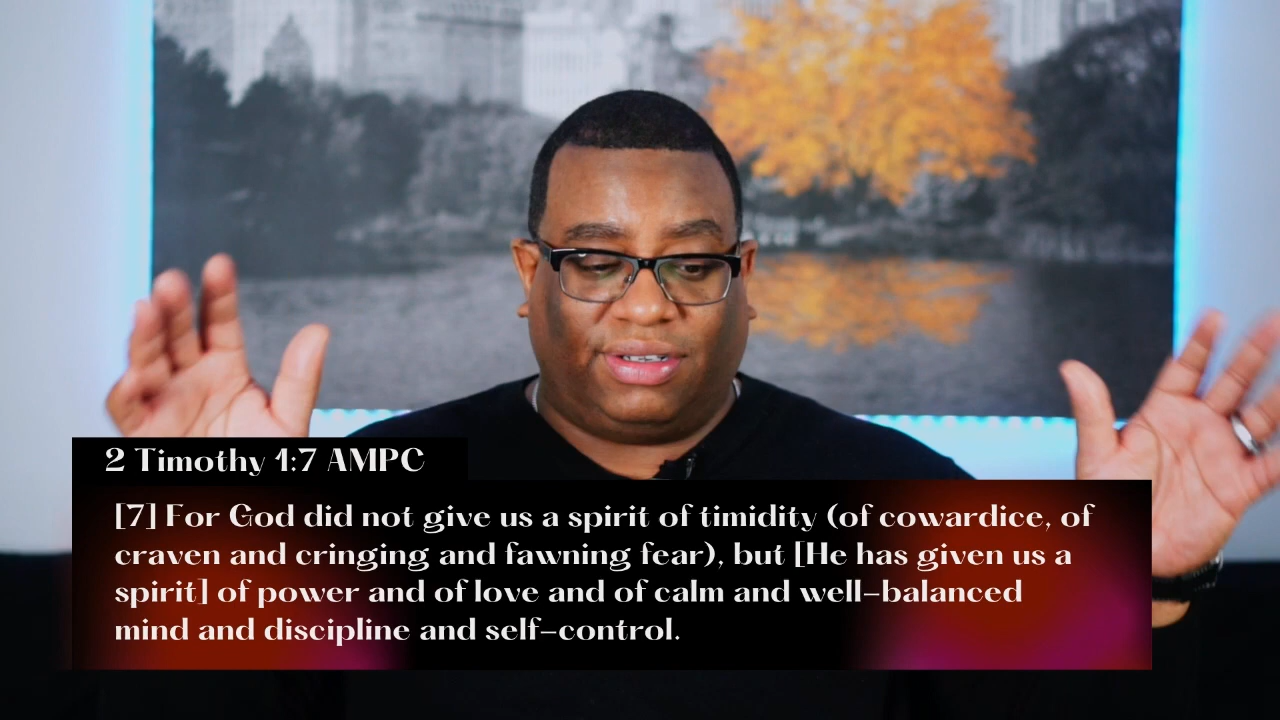 2 Timothy 1:7 AMPC
[7] For God did not give us a spirit of timidity (of cowardice, of
craven and cringing and fawning fear), but [He has given us a
spirit] of power and of love and of calm and well-balanced
mind and discipline and self-control.